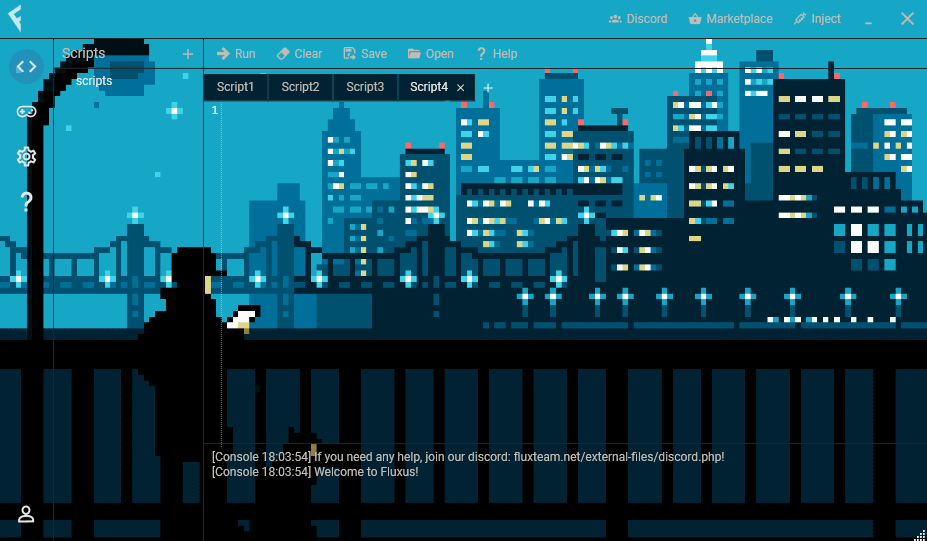 Discord Marketplace Inject
Scripts + Run Clear Save Open ? Help
scripts
Script1 Script2 Script3 Script4 × +
1
?
[Console 18:03:54] If you need any help, join our discord: fluxteam.net/external-files/discord.php!
[Console 18:03:54] Welcome to Fluxus!